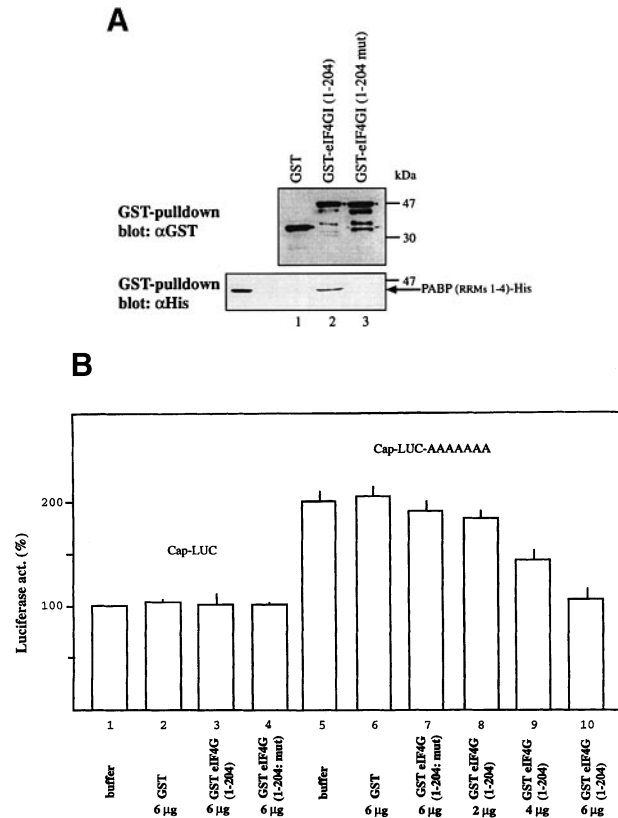 A
GST
GST-eIF4GI (1-204)
GST-eIF4GI (1-204 mut)
kDa
GST-pulldown
blot: αGST
47
30
GST-pulldown
blot: αHis
47
PABP (RRMs 1-4)-His
1 2 3
B
Luciferase act. (%)
200
100
Cap-LUC
Cap-LUC-AAAAAAA
1 2 3 4 5 6 7 8 9 10
buffer
GST
6 µg
GST eIF4G
(1-204)
6 µg
GST eIF4G
(1-204: mut)
6 µg
buffer
GST
6 µg
GST eIF4G
(1-204: mut)
6 µg
GST eIF4G
(1-204)
2 µg
GST eIF4G
(1-204)
4 µg
GST eIF4G
(1-204)
6 µg